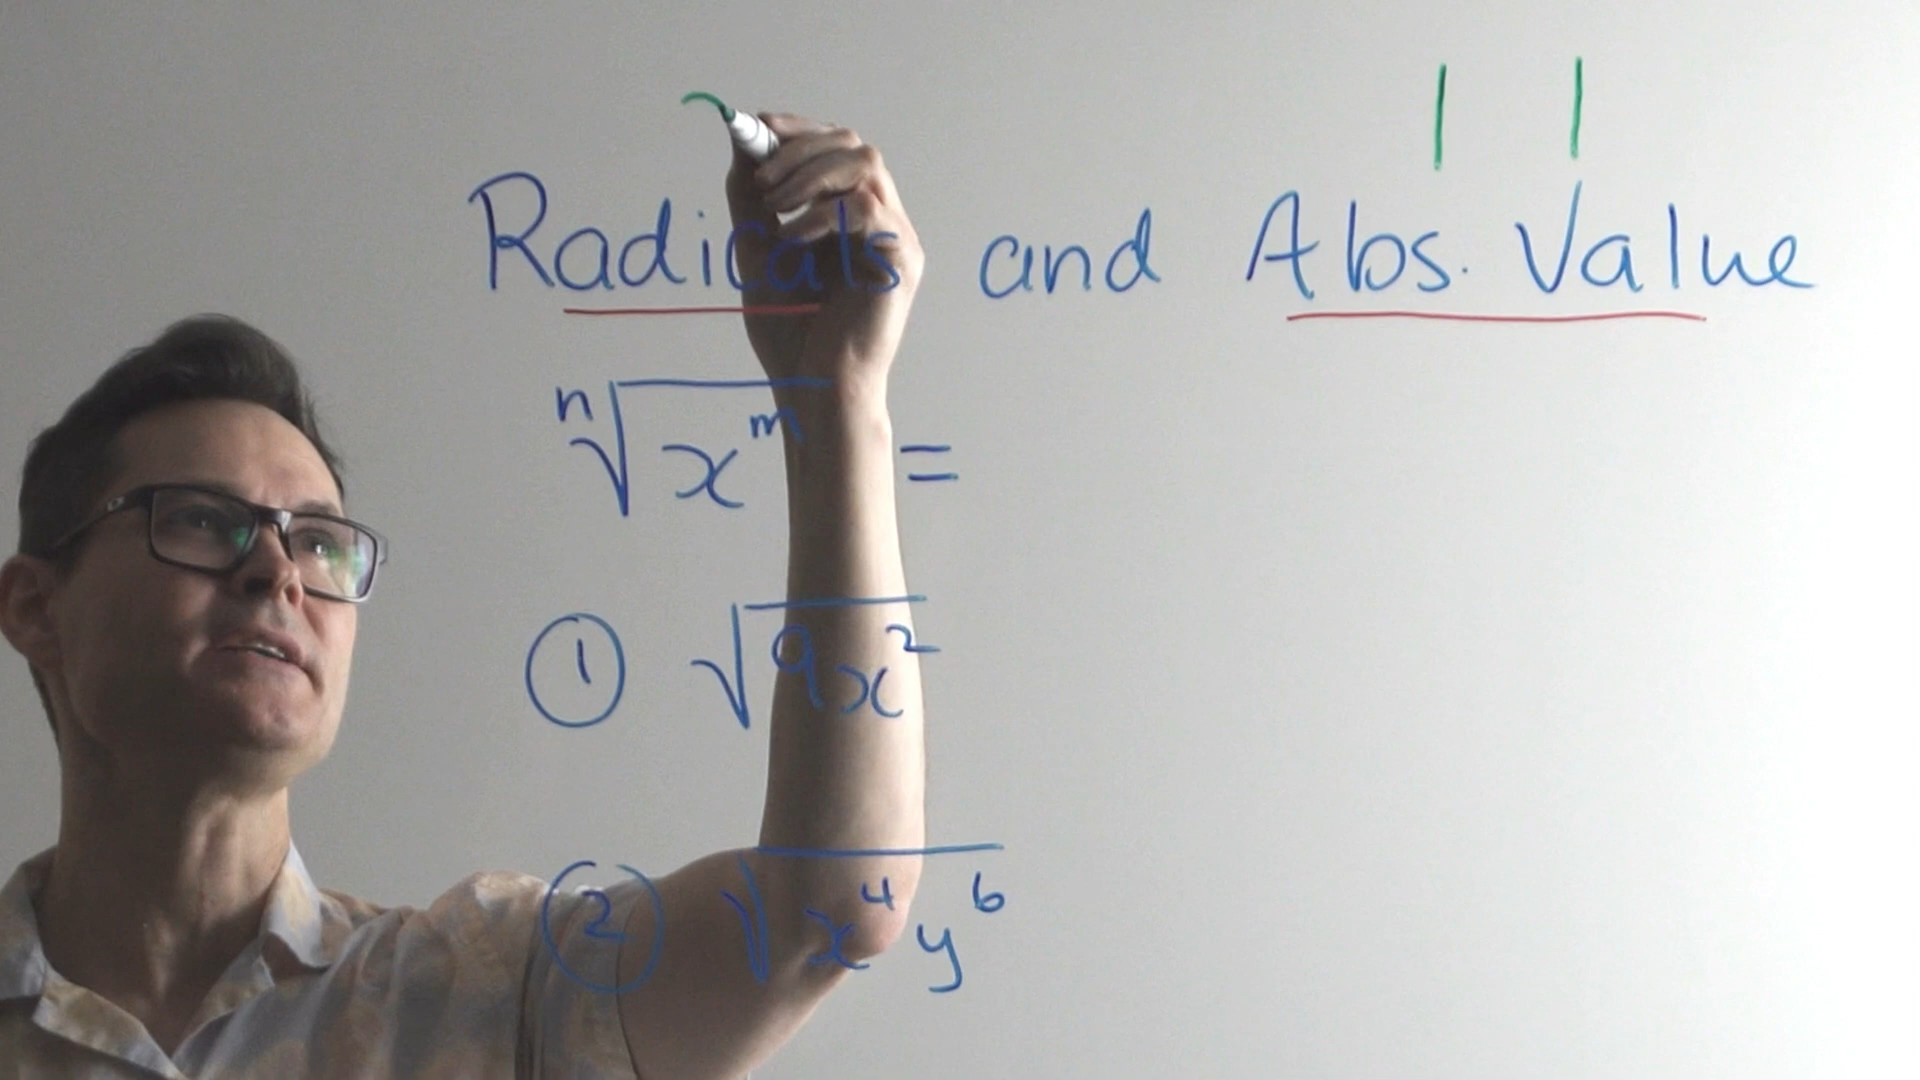 | |
Radicals and Abs. Value
ⁿ√xᵐ =
① √9x²
② √x⁴y⁶